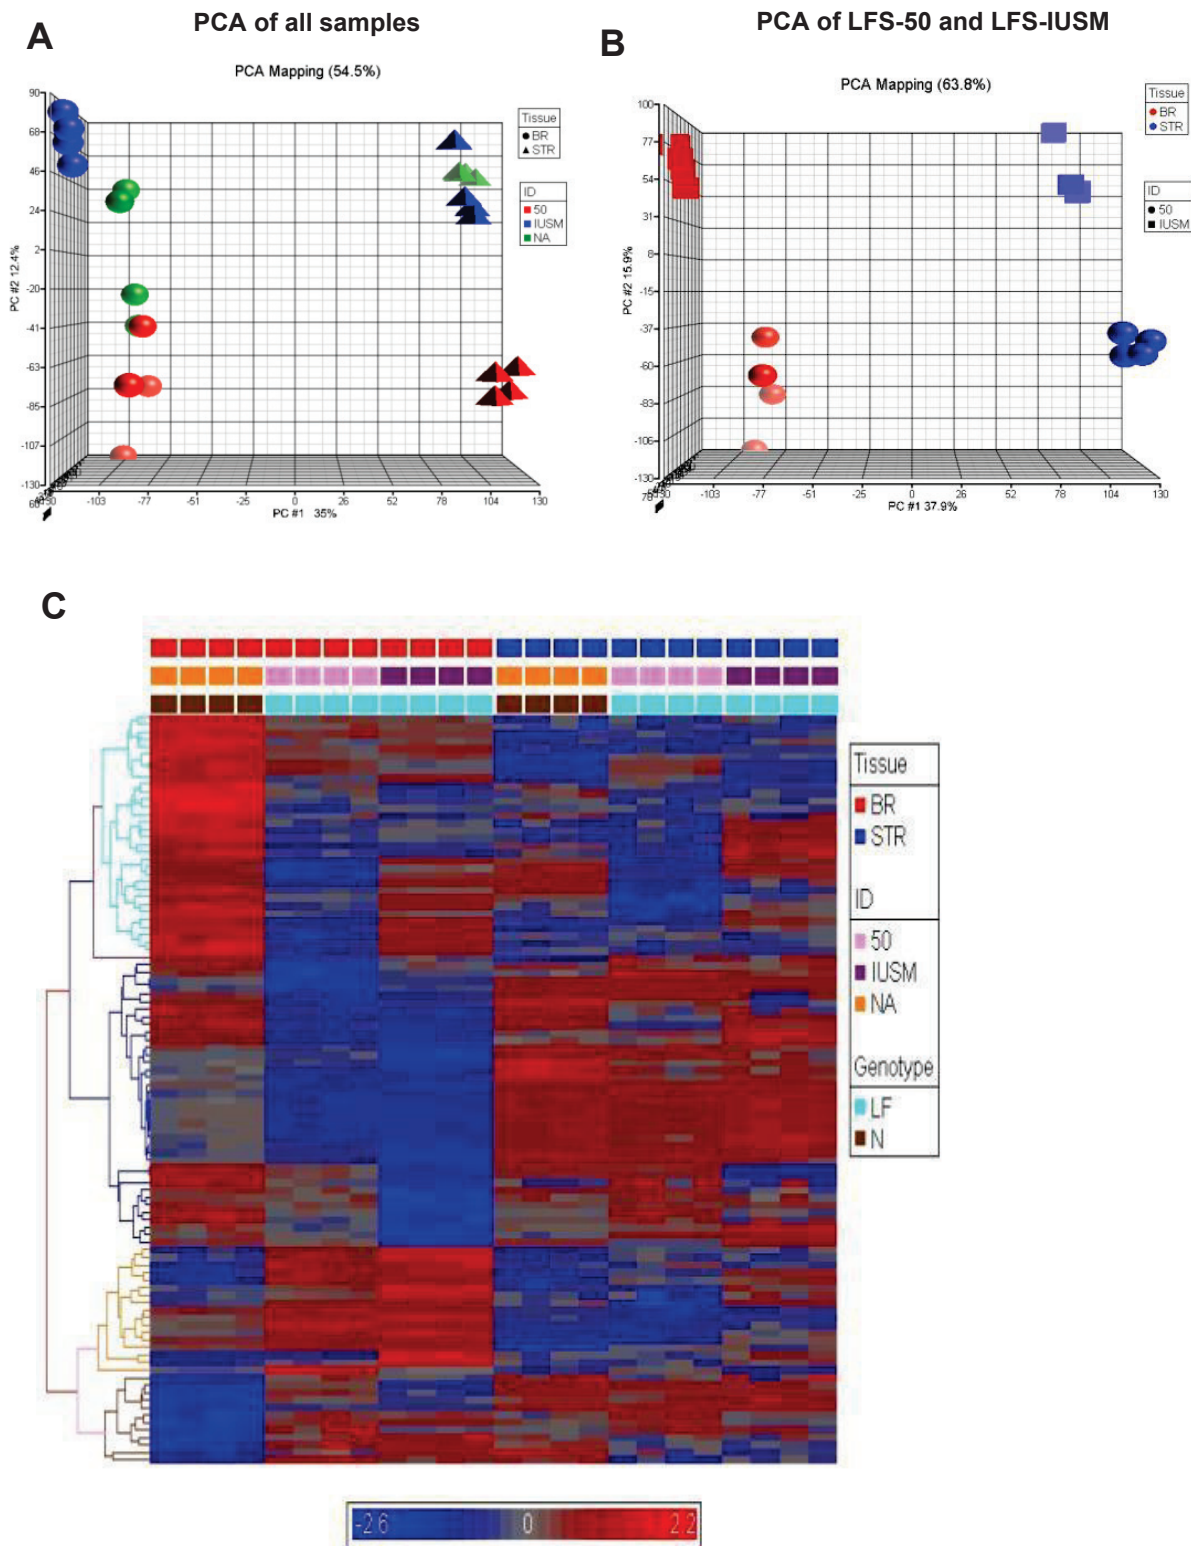 A
PCA of all samples
PCA Mapping (54.5%)
90
68
46
24
2
-20
-41
-63
-85
-107
-130
PC #2 12.4%
-103
-77
-51
-25
0
26
52
78
104
130
PC #1 35%
Tissue
BR
STR
ID
50
IUSM
NA
B
PCA of LFS-50 and LFS-IUSM
PCA Mapping (63.8%)
100
77
54
31
8
-15
-37
-60
-83
-106
-130
PC #2 15.9%
-103
-77
-51
-25
0
26
52
78
104
130
PC #1 37.9%
Tissue
BR
STR
ID
50
IUSM
C
Tissue
BR
STR
ID
50
IUSM
NA
Genotype
LF
N
-2 6
0
2 2